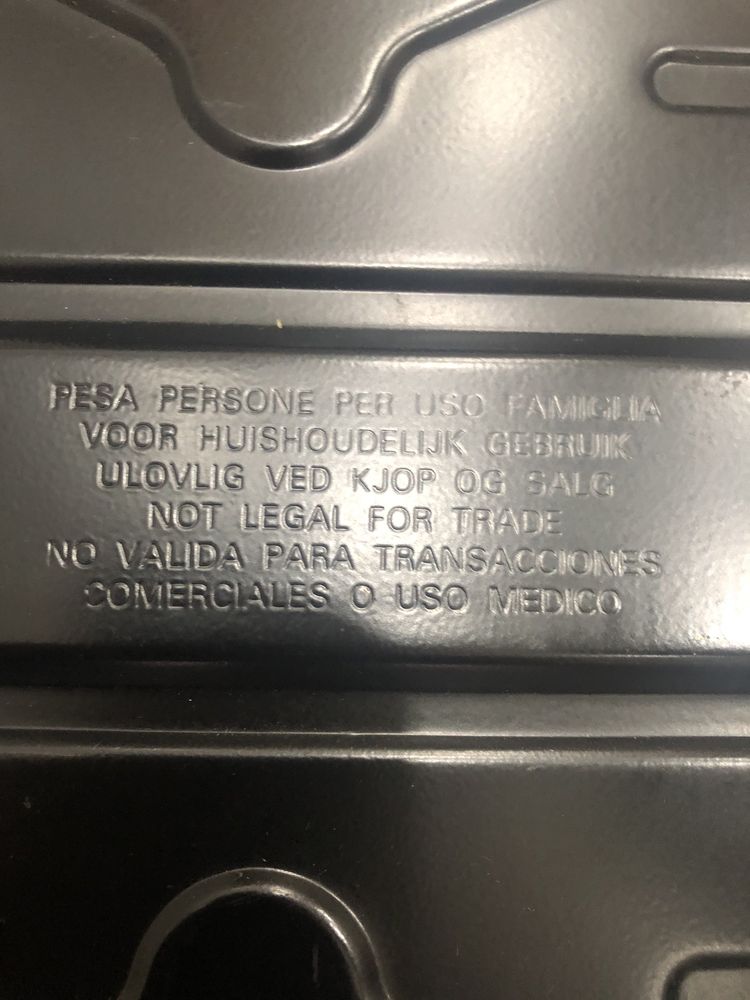 PESA PERSONE PER USO FAMIGLIA
VOOR HUISHOUDELIJK GEBRUIK
ULOVLIG VED KJOP OG SALG
NOT LEGAL FOR TRADE
NO VALIDA PARA TRANSACCIONES
COMERCIALES O USO MEDICO